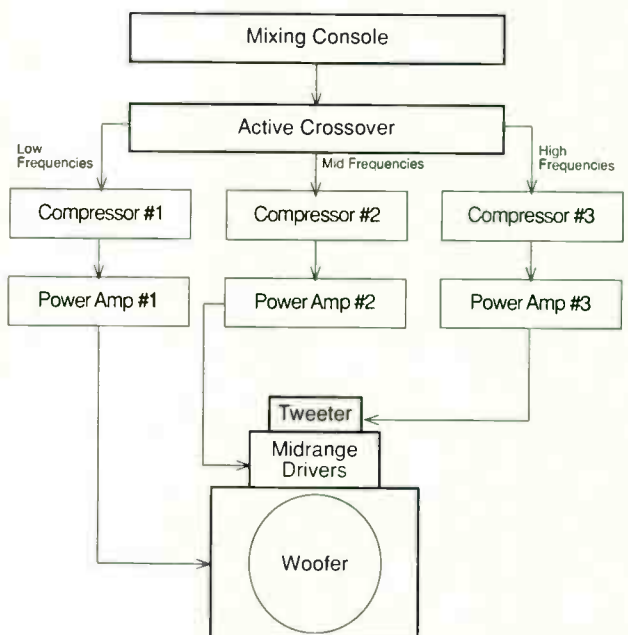 Mixing Console
Active Crossover
Low
Frequencies
Mid Frequencies
High
Frequencies
Compressor #1
Compressor #2
Compressor #3
Power Amp #1
Power Amp #2
Power Amp #3
Tweeter
Midrange
Drivers
Woofer